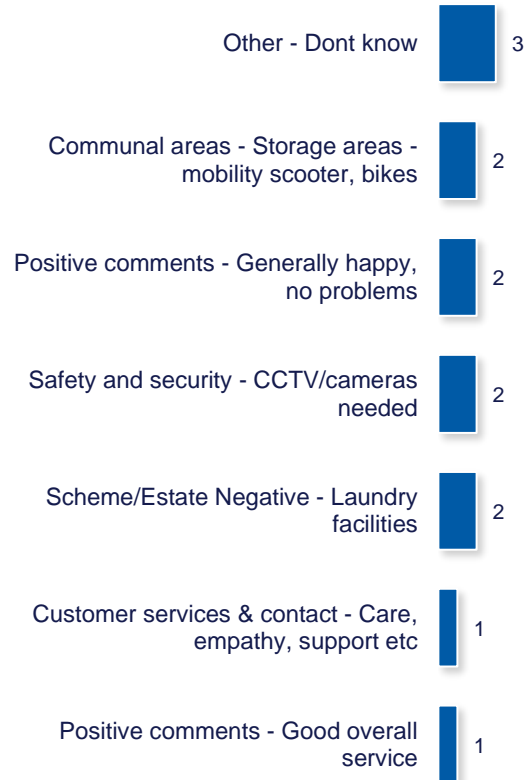 Other - Dont know
3
Communal areas - Storage areas -
mobility scooter, bikes
2
Positive comments - Generally happy,
no problems
2
Safety and security - CCTV/cameras
needed
2
Scheme/Estate Negative - Laundry
facilities
2
Customer services & contact - Care,
empathy, support etc
1
Positive comments - Good overall
service
1